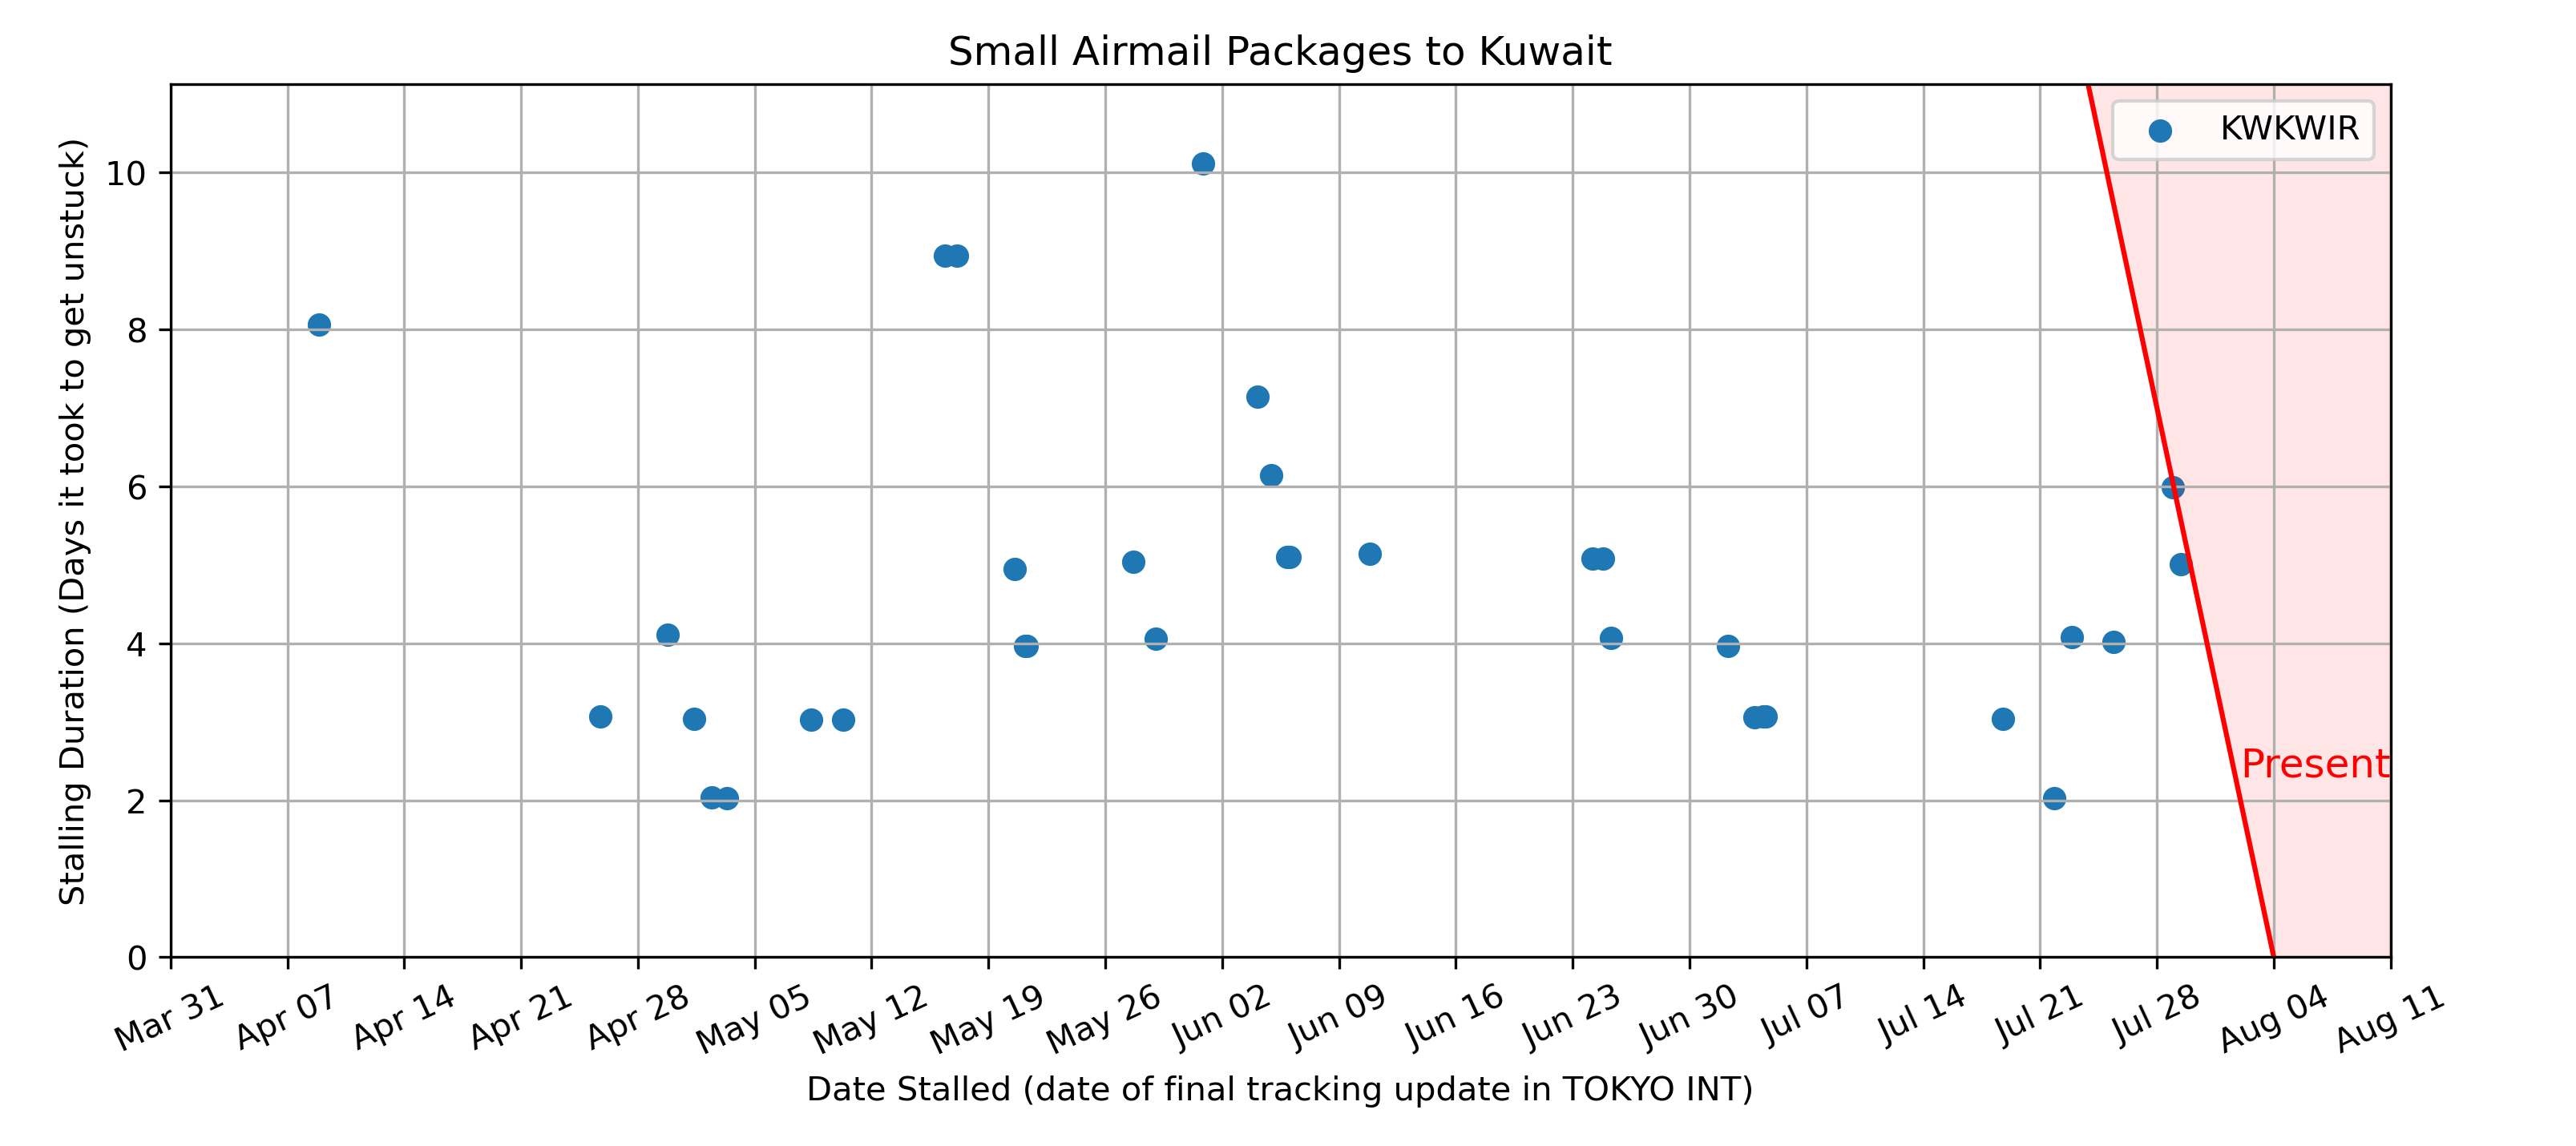 Small Airmail Packages to Kuwait
KWKWIR
Stalling Duration (Days it took to get unstuck)
10
8
6
4
2
0
Present
Mar 31 Apr 07 Apr 14 Apr 21 Apr 28 May 05 May 12 May 19 May 26 Jun 02 Jun 09 Jun 16 Jun 23 Jun 30 Jul 07 Jul 14 Jul 21 Jul 28 Aug 04 Aug 11
Date Stalled (date of final tracking update in TOKYO INT)